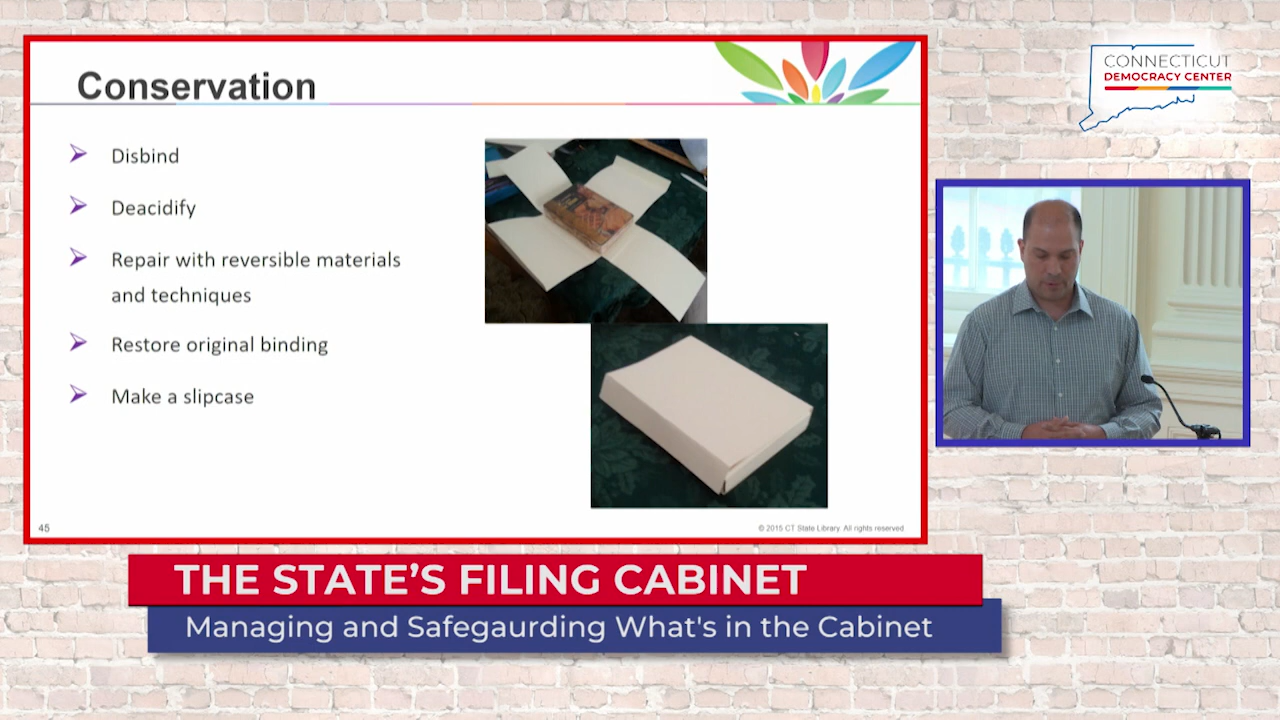 Conservation
Disbind
Deacidify
Repair with reversible materials
and techniques
Restore original binding
Make a slipcase
45
© 2015 CT State Library. All rights reserved
CONNECTICUT
DEMOCRACY CENTER
THE STATE'S FILING CABINET
Managing and Safegaurding What's in the Cabinet